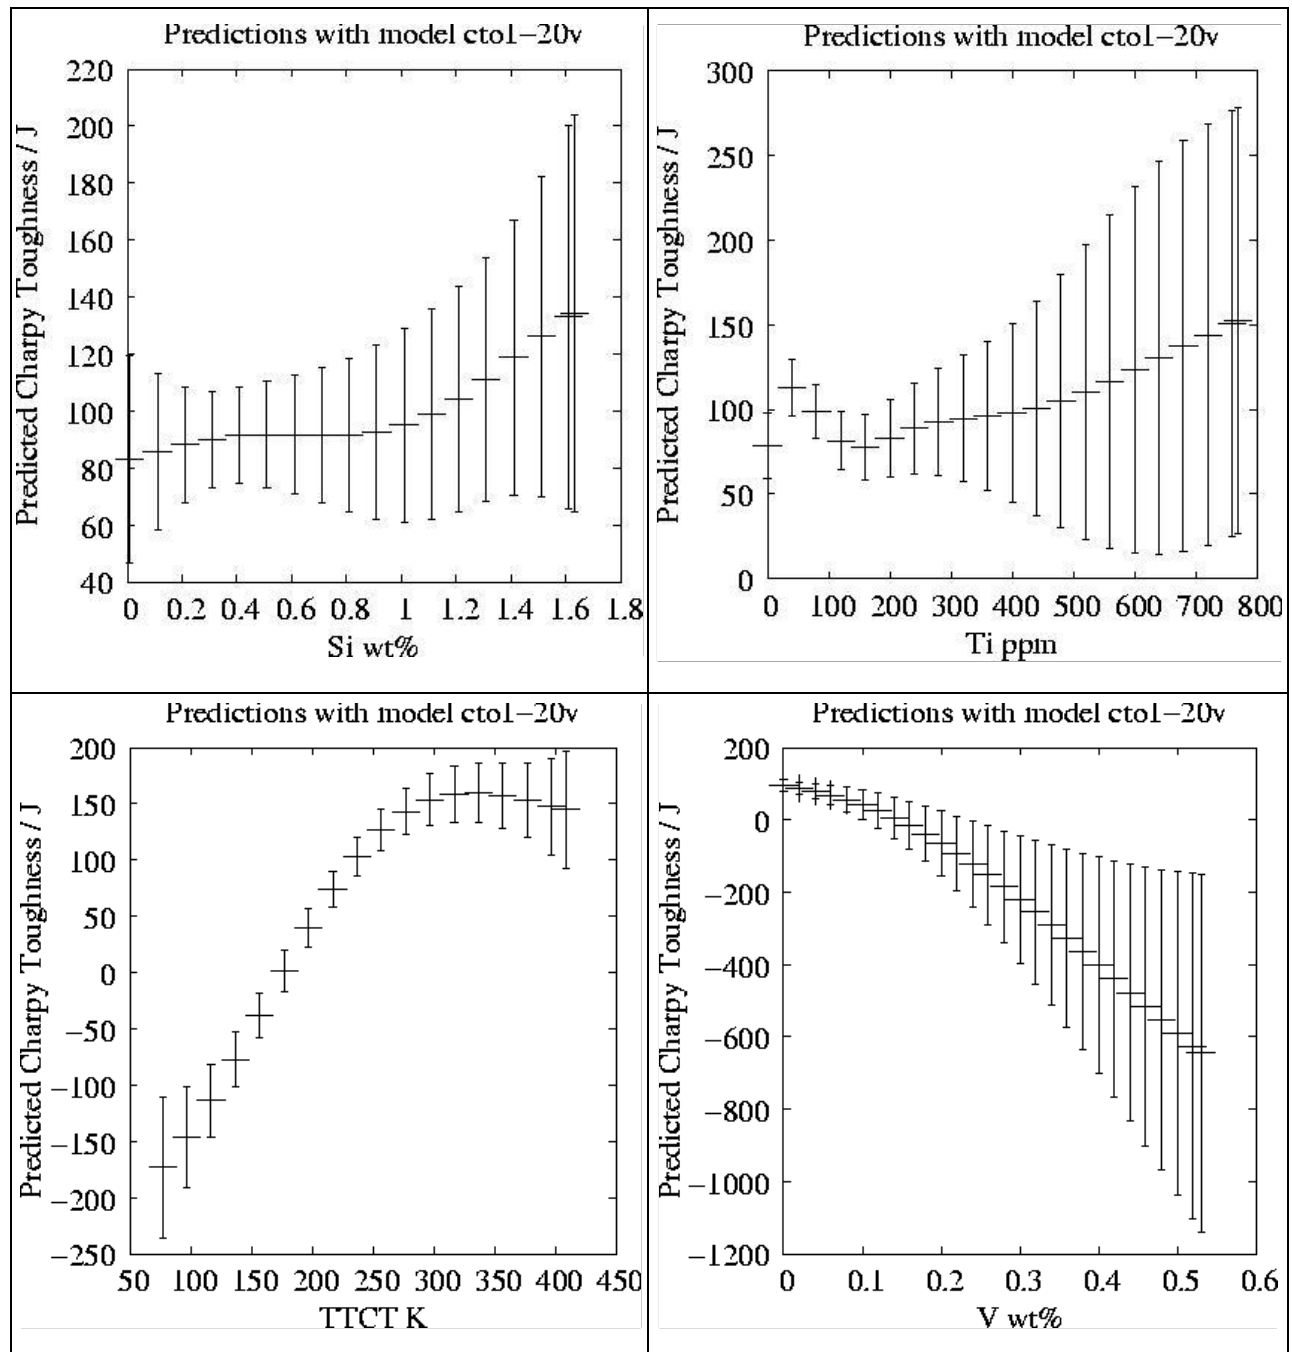 Predictions with model cto1–20v
Predicted Charpy Toughness / J
220
200
180
160
140
120
100
80
60
40
0 0.2 0.4 0.6 0.8 1 1.2 1.4 1.6 1.8
Si wt%
Predictions with model cto1–20v
Predicted Charpy Toughness / J
300
250
200
150
100
50
0
0 100 200 300 400 500 600 700 800
Ti ppm
Predictions with model cto1–20v
Predicted Charpy Toughness / J
200
150
100
50
0
–50
–100
–150
–200
–250
50 100 150 200 250 300 350 400 450
TTCT K
Predictions with model cto1–20v
Predicted Charpy Toughness / J
200
0
–200
–400
–600
–800
–1000
–1200
0 0.1 0.2 0.3 0.4 0.5 0.6
V wt%